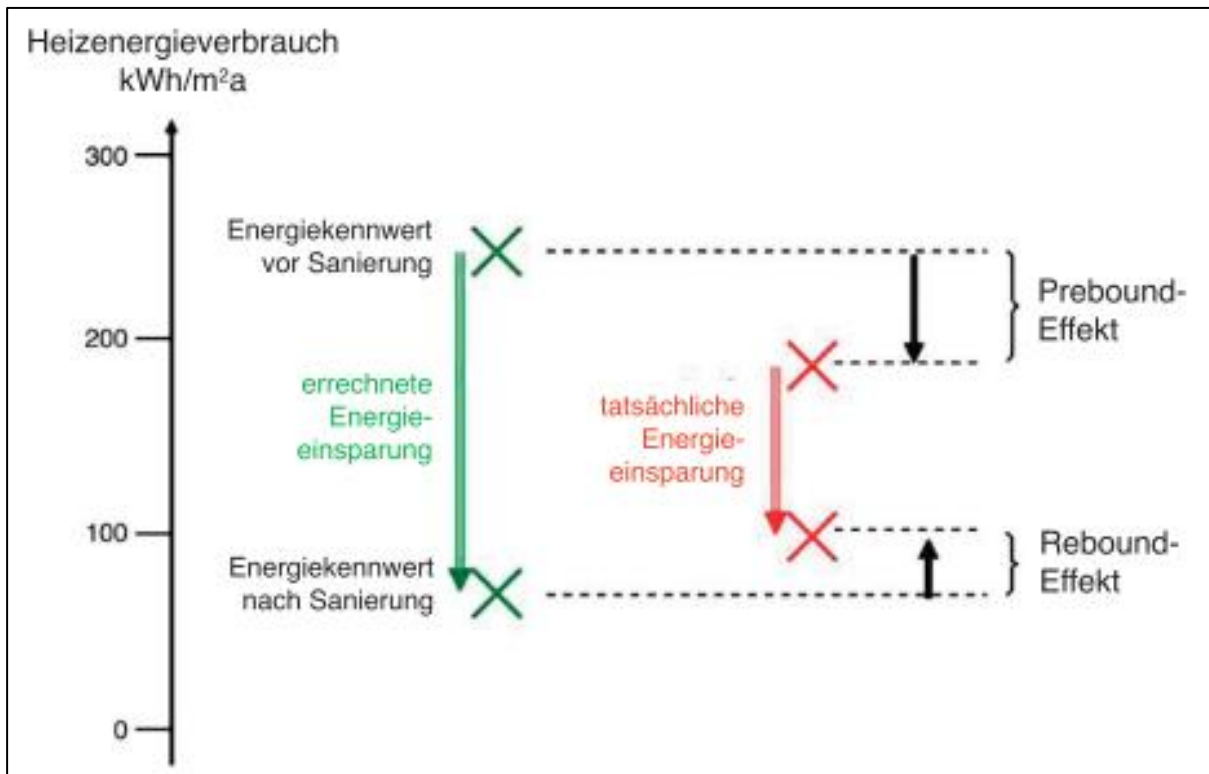 Heizenergieverbrauch
kWh/m²a
300
200
100
0
Energiekennwert
vor Sanierung
errechnete
Energie-
einsparung
Energiekennwert
nach Sanierung
tatsächliche
Energie-
einsparung
Prebound-
Effekt
Rebound-
Effekt